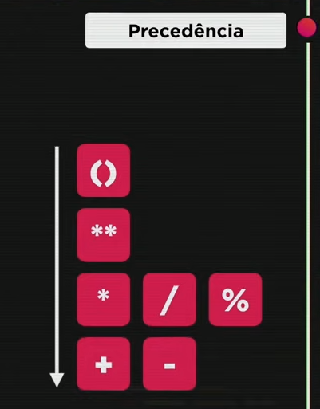 Precedência
()
**
* / %
+ -